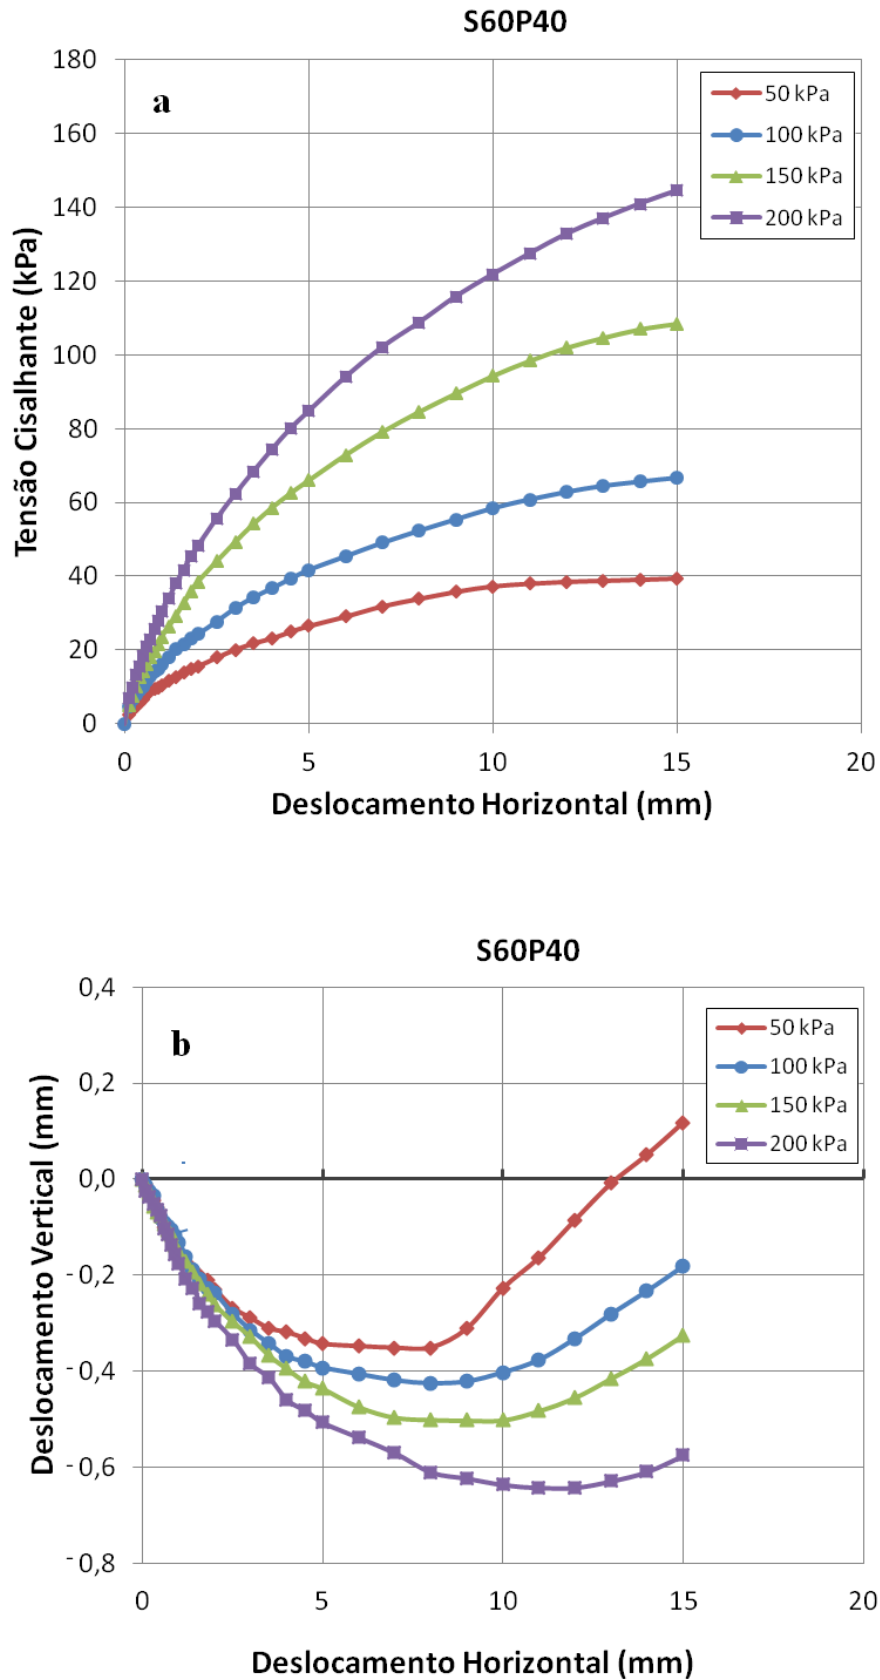 S60P40
180
160
140
120
100
80
60
40
20
0
a
50 kPa
100 kPa
150 kPa
200 kPa
Tensão Cisalhante (kPa)
0 5 10 15 20
Deslocamento Horizontal (mm)
S60P40
0,4
0,2
0,0
-0,2
-0,4
-0,6
-0,8
b
50 kPa
100 kPa
150 kPa
200 kPa
Deslocamento Vertical (mm)
0 5 10 15 20
Deslocamento Horizontal (mm)